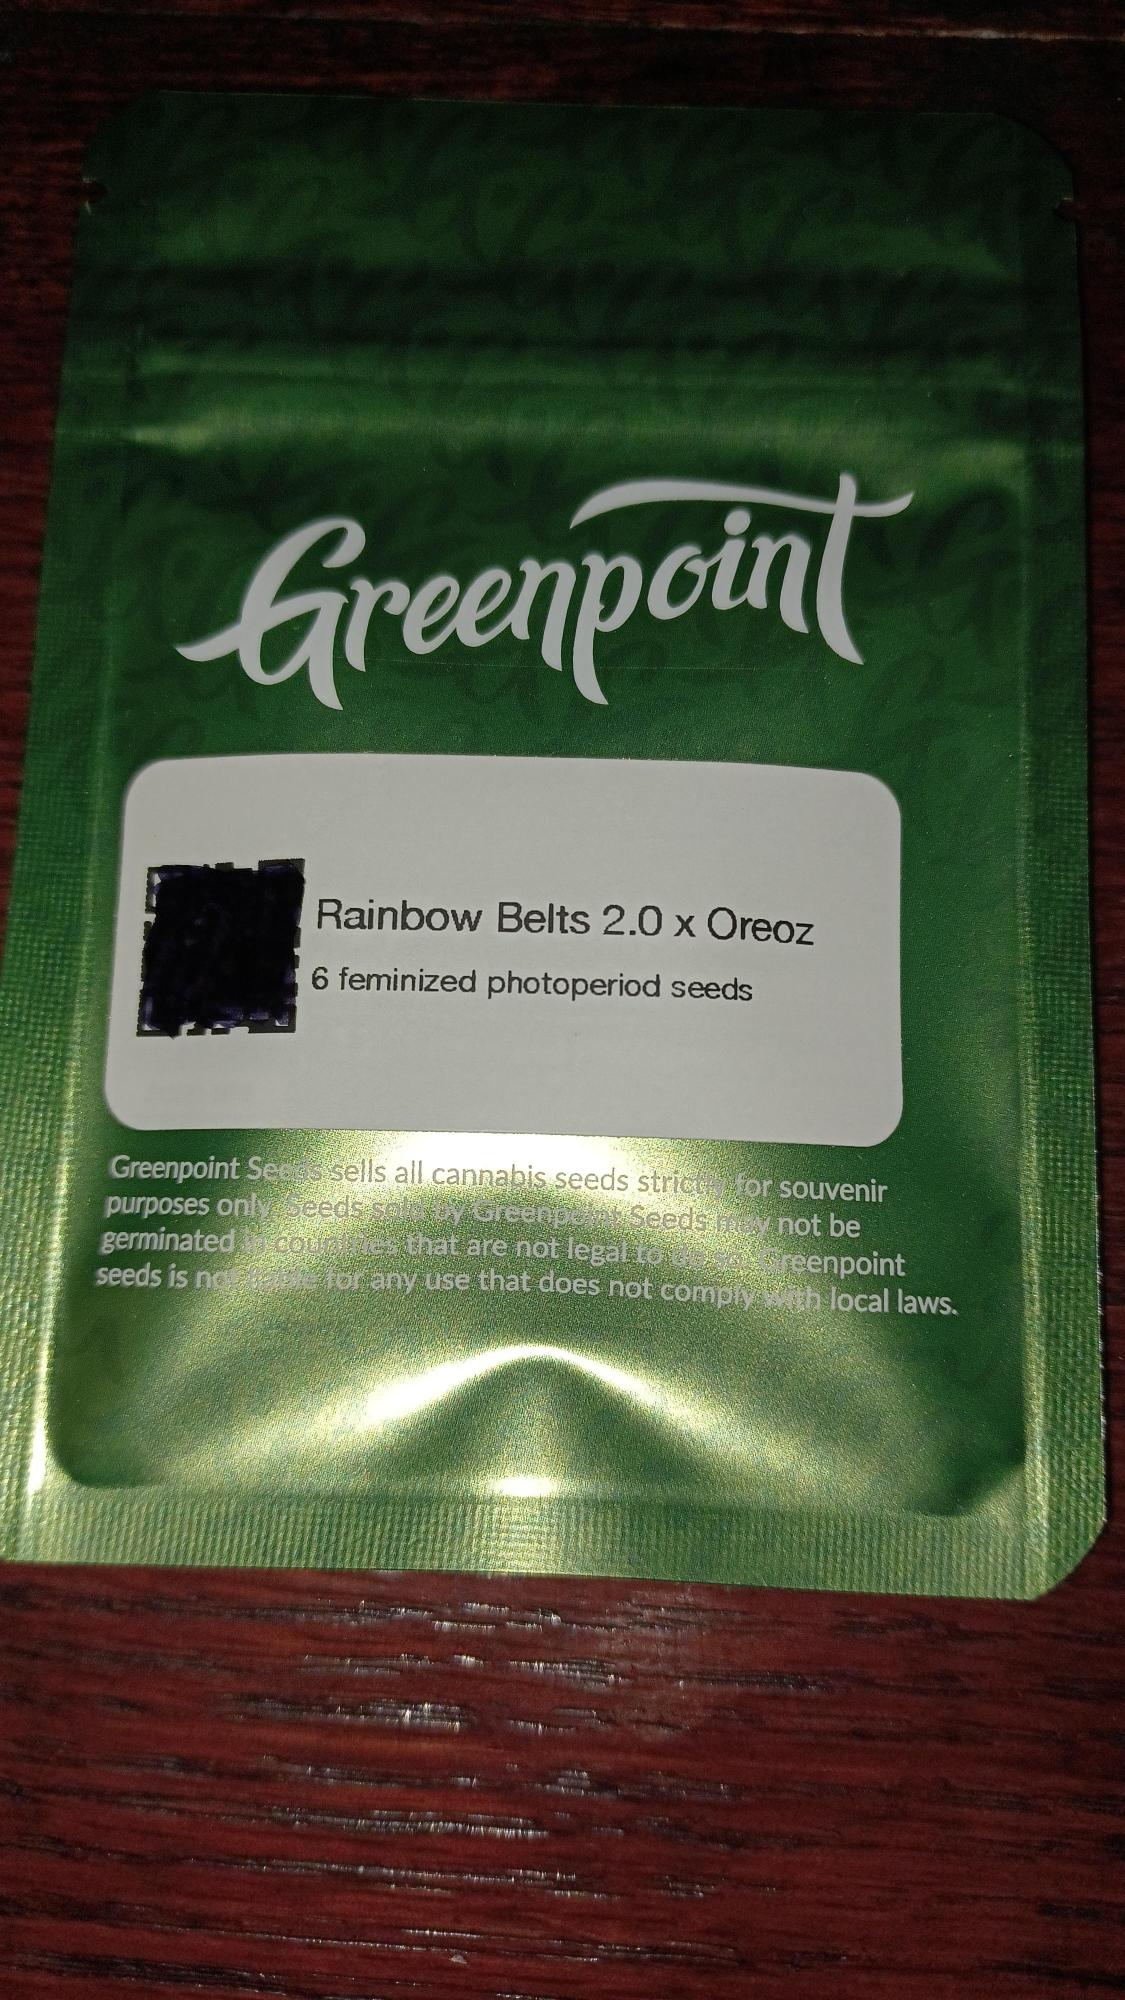 Greenpoint
Rainbow Belts 2.0 x Oreoz
6 feminized photoperiod seeds
Greenpoint Seeds sells all cannabis seeds strictly for souvenir
purposes only. Seeds sold by Greenpoint Seeds may not be
germinated in countries that are not legal to do so. Greenpoint
seeds is not liable for any use that does not comply with local laws.